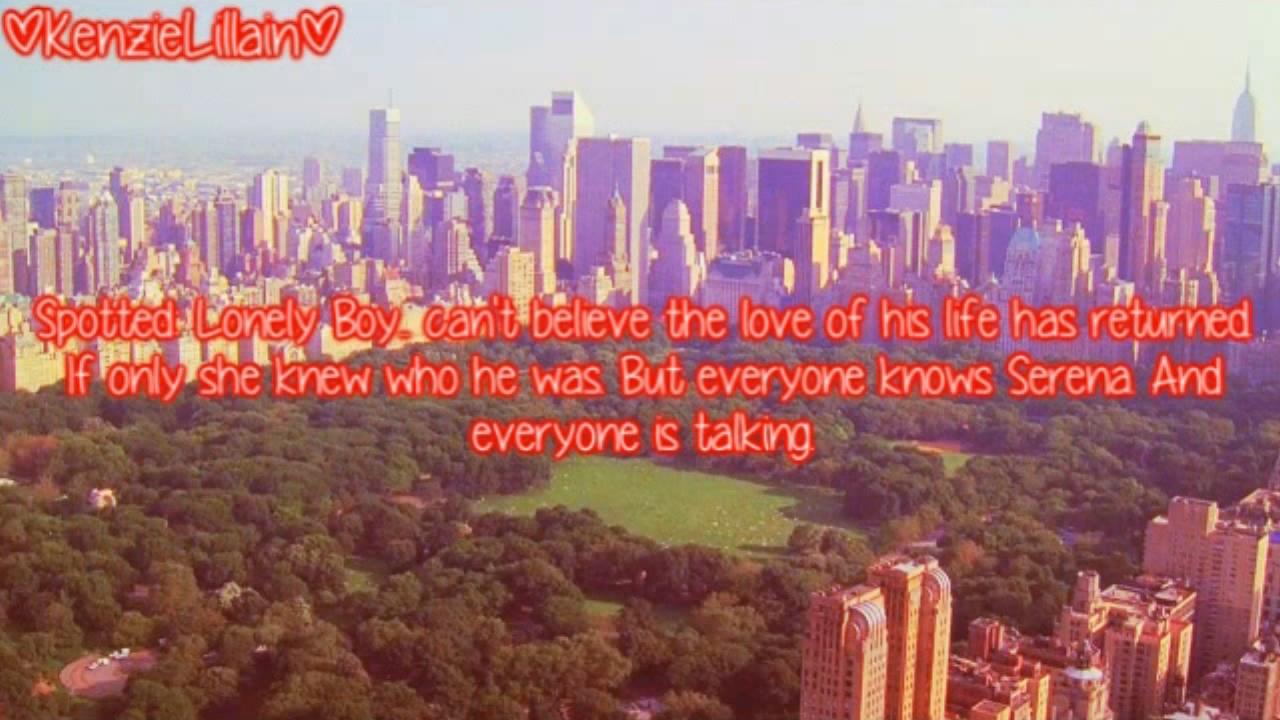 ♡KenzieLillain♡
Spotted: Lonely Boy... can't believe the love of his life has returned.
If only she knew who he was. But everyone knows Serena. And
everyone is talking.